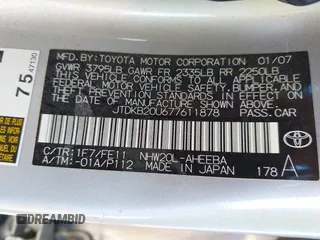 MFD. BY: TOYOTA MOTOR CORPORATION 01/07
GVWR 3795LB GAWR FR 2335LB RR 2250LB
THIS VEHICLE CONFORMS TO ALL APPLICABLE
FEDERAL MOTOR VEHICLE SAFETY, BUMPER
AND THEFT PREVENTION STANDARDS IN EFFECT
ON THE DATE OF MANUFACTURE SHOWN ABOVE.
JTDKB20U677611878 PASS.CAR
C/TR:1F7/FE11 NHW20L-AHEEBA
A/TM:-01A/P112 MADE IN JAPAN 178 A
TOYOTA
75
47130
DREAMBID